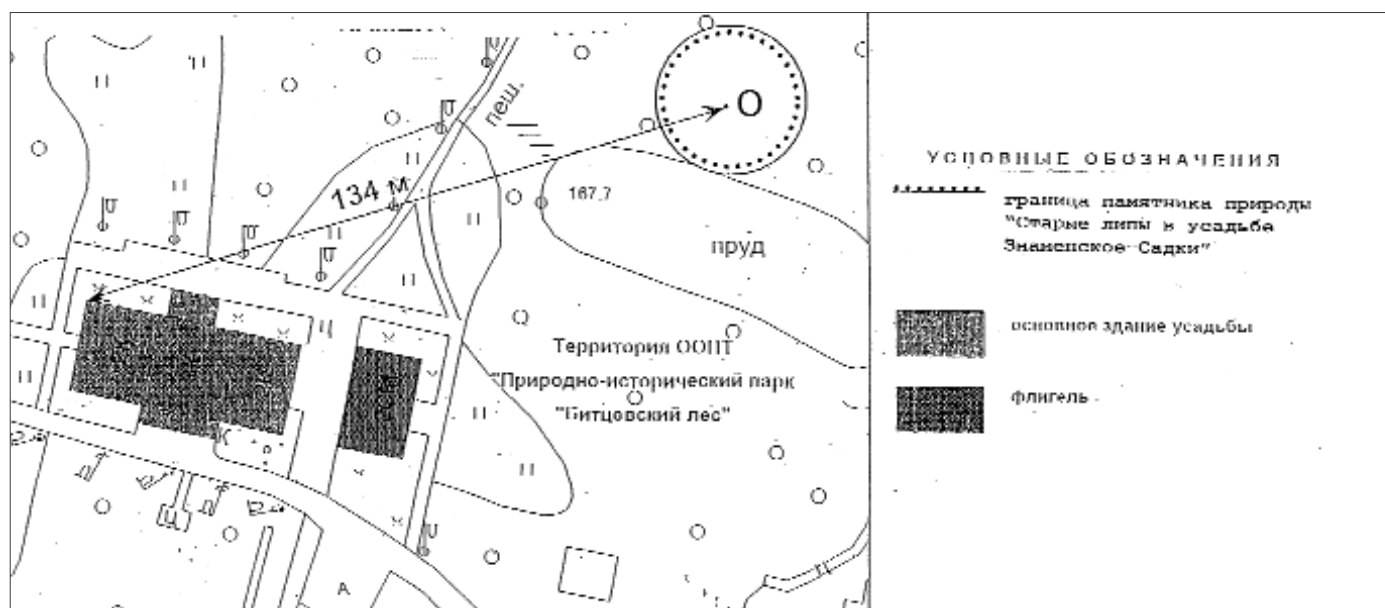 О
пеш.
134 м
167,7
пруд
Территория ООПТ
"Природно-исторический парк
"Битцовский лес"
К
Ц
А
УСЛОВНЫЕ ОБОЗНАЧЕНИЯ
граница памятника природы
"Старые липы в усадьбе
Знаменское-Садки"
основное здание усадьбы
флигель